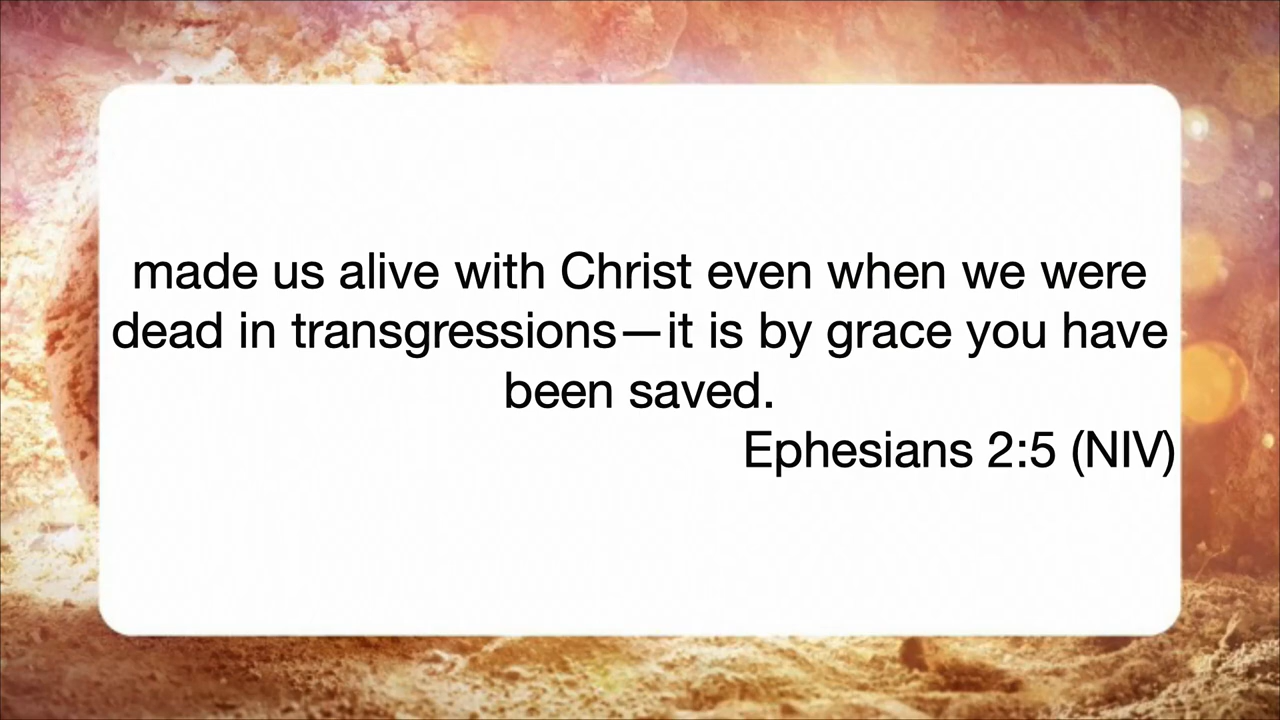 made us alive with Christ even when we were
dead in transgressions—it is by grace you have
been saved.
Ephesians 2:5 (NIV)